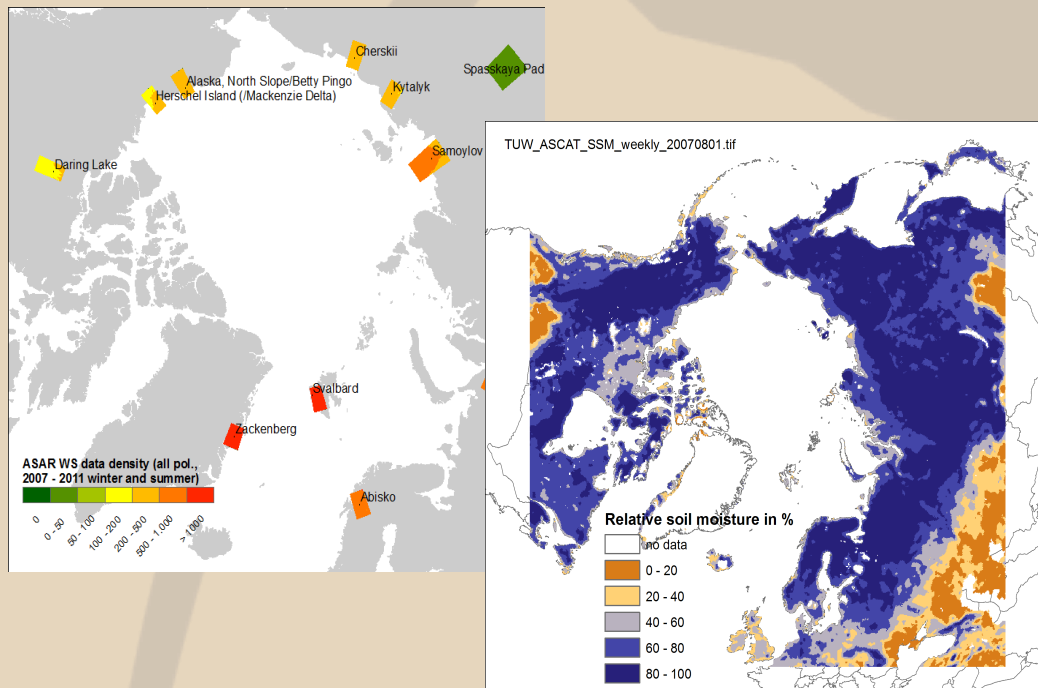 Cherskii
Spasskaya Pad
Alaska, North Slope/Betty Pingo
Kytalyk
Herschel Island (/Mackenzie Delta)
Samoylov
Daring Lake
Svalbard
Zackenberg
Abisko
ASAR WS data density (all pol.,
2007 - 2011 winter and summer)
0
0 - 50
50 - 100
100 - 200
200 - 500
500 - 1.000
> 1000
TUW_ASCAT_SSM_weekly_20070801.tif
Relative soil moisture in %
no data
0 - 20
20 - 40
40 - 60
60 - 80
80 - 100